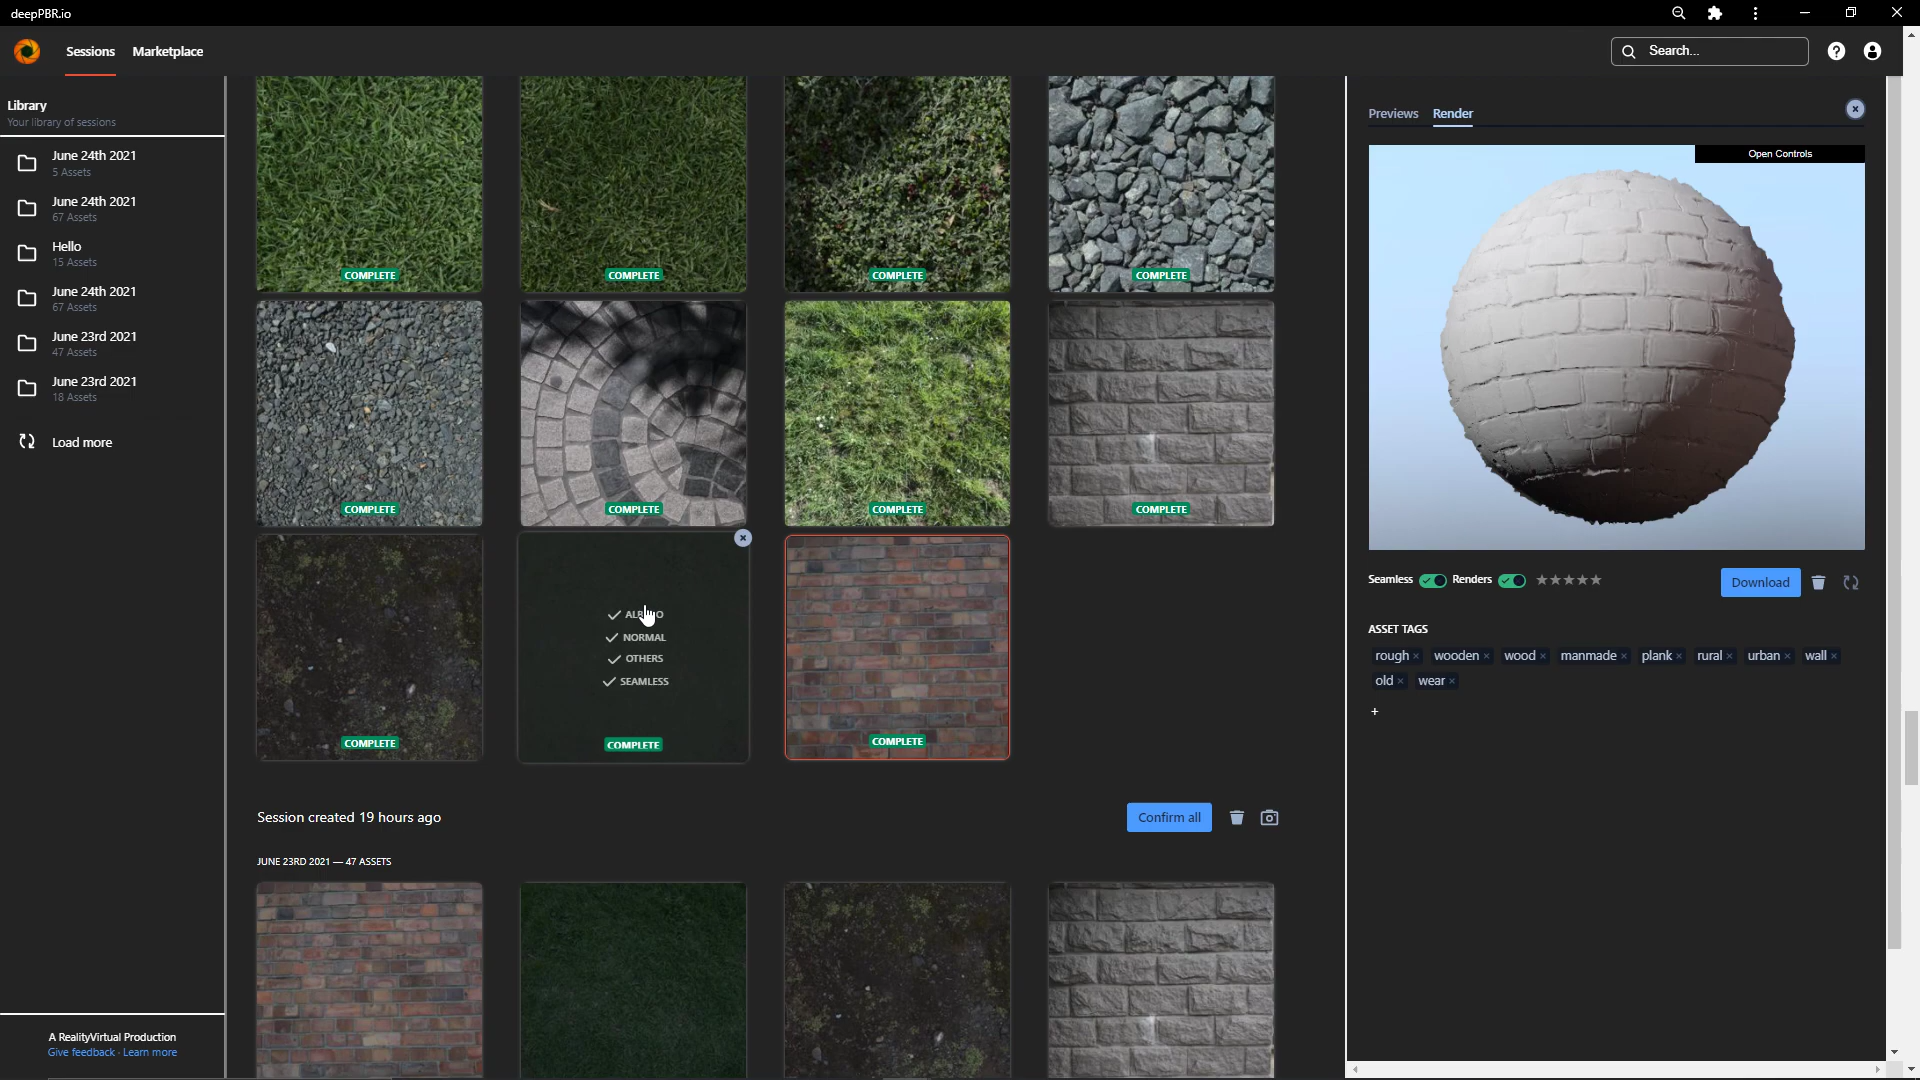 deepPBR.io
Sessions
Marketplace
Search...
Library
Your library of sessions
June 24th 2021
5 Assets
June 24th 2021
67 Assets
Hello
15 Assets
June 24th 2021
67 Assets
June 23rd 2021
47 Assets
June 23rd 2021
18 Assets
Load more
A RealityVirtual Production
Give feedback · Learn more
COMPLETE
COMPLETE
COMPLETE
COMPLETE
COMPLETE
COMPLETE
COMPLETE
COMPLETE
COMPLETE
NORMAL
OTHERS
SEAMLESS
COMPLETE
COMPLETE
Session created 19 hours ago
Confirm all
JUNE 23RD 2021 — 47 ASSETS
Previews
Render
Open Controls
Seamless
Renders
Download
ASSET TAGS
rough × wooden × wood × manmade × plank × rural × urban × wall ×
old × wear ×
+